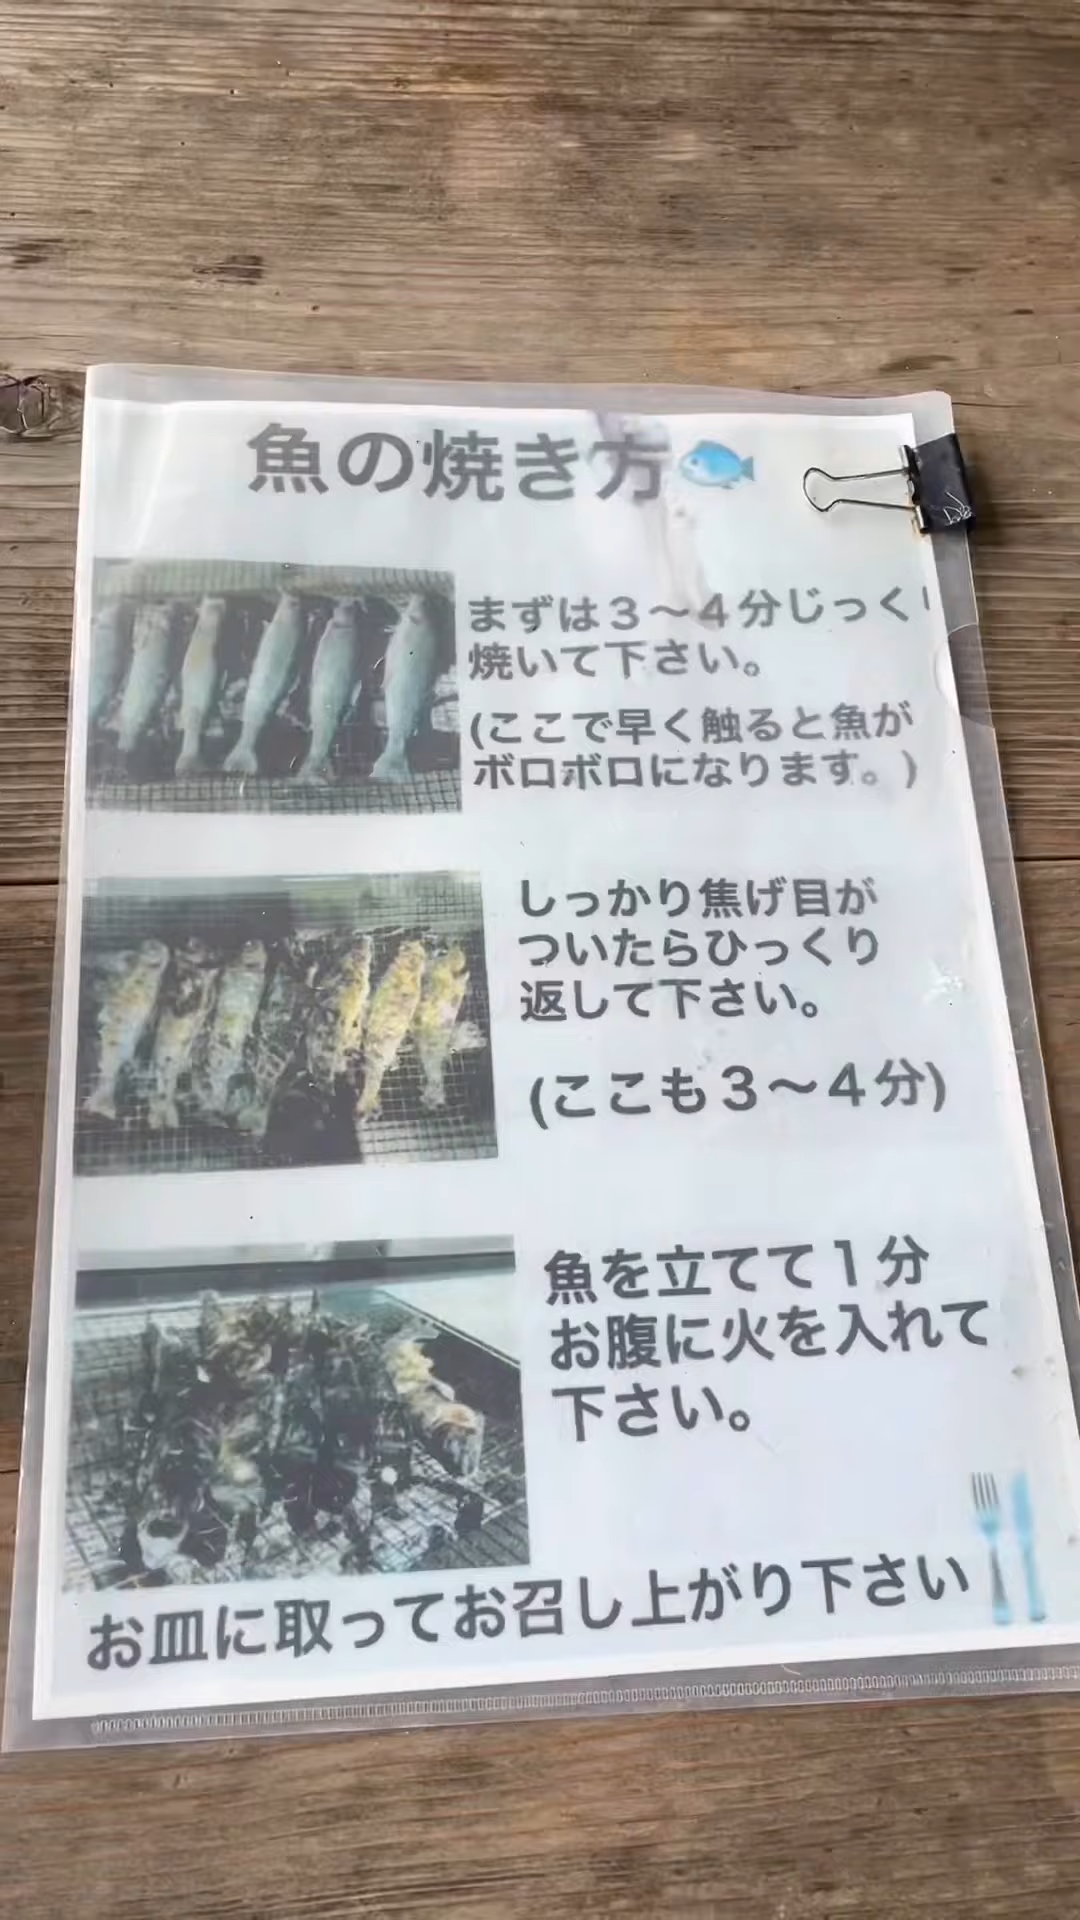 魚の焼き方
まずは３〜４分じっくり
焼いて下さい。
(ここで早く触ると魚が
ボロボロになります。)
しっかり焦げ目が
ついたらひっくり
返して下さい。
(ここも３〜４分)
魚を立てて１分
お腹に火を入れて
下さい。
お皿に取ってお召し上がり下さい